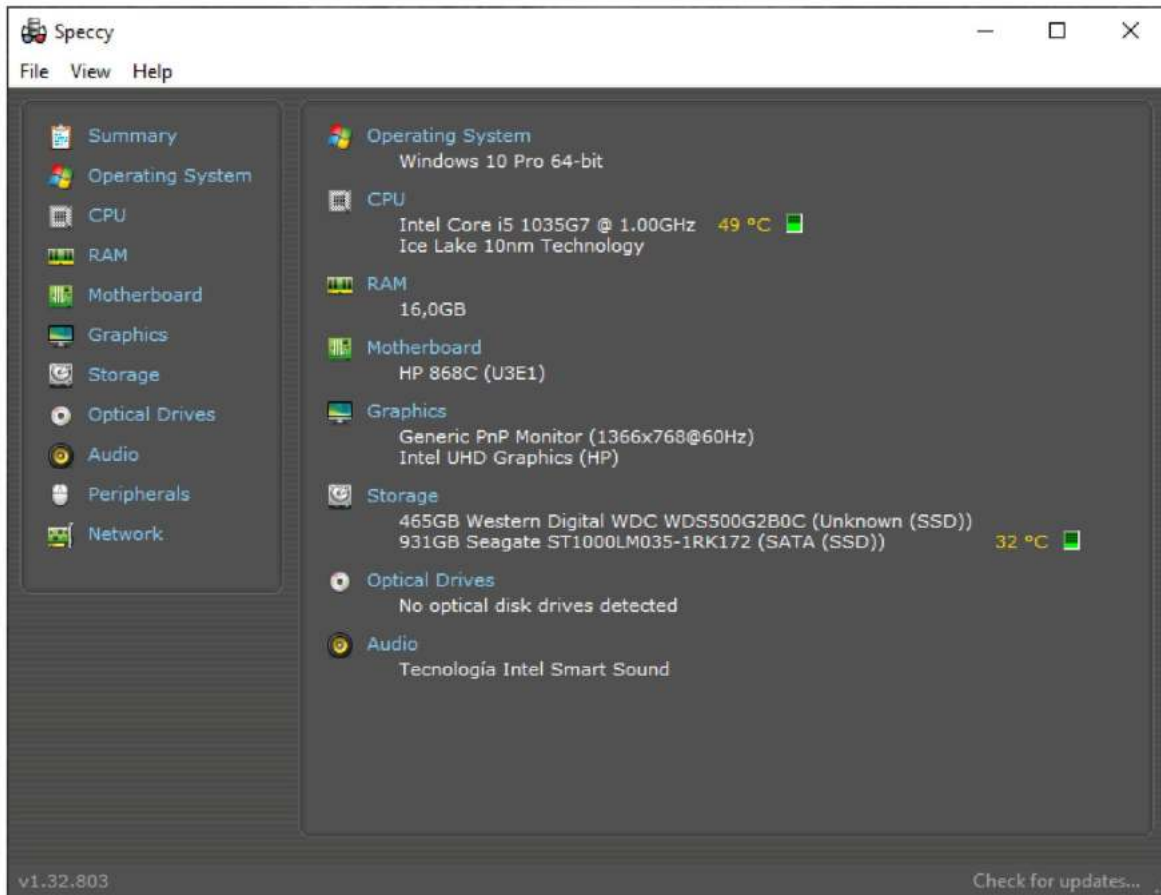 Speccy
File View Help
Summary
Operating System
CPU
RAM
Motherboard
Graphics
Storage
Optical Drives
Audio
Peripherals
Network
Operating System
Windows 10 Pro 64-bit
CPU
Intel Core i5 1035G7 @ 1.00GHz 49 °C
Ice Lake 10nm Technology
RAM
16,0GB
Motherboard
HP 868C (U3E1)
Graphics
Generic PnP Monitor (1366x768@60Hz)
Intel UHD Graphics (HP)
Storage
465GB Western Digital WDC WDS500G2B0C (Unknown (SSD))
931GB Seagate ST1000LM035-1RK172 (SATA (SSD)) 32 °C
Optical Drives
No optical disk drives detected
Audio
Tecnología Intel Smart Sound
v1.32.803
Check for updates...